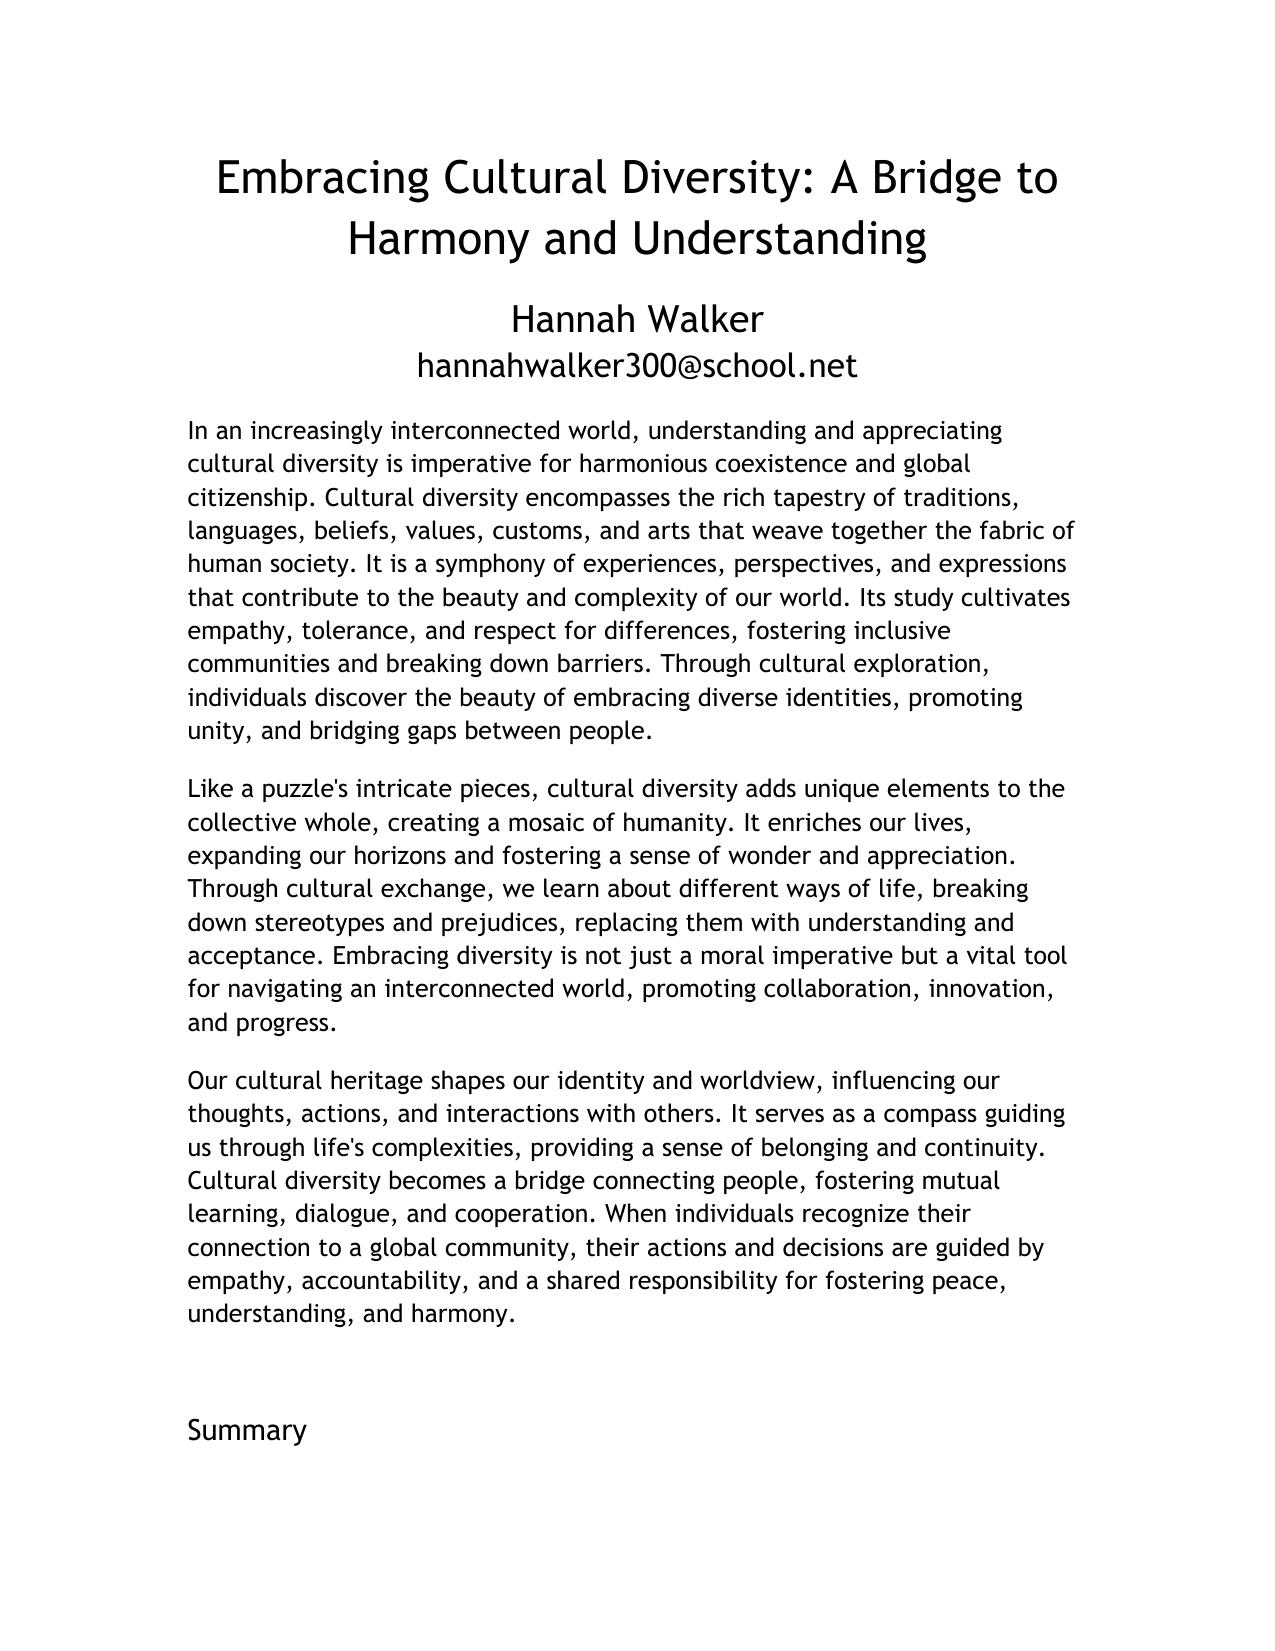 Embracing Cultural Diversity: A Bridge to
Harmony and Understanding
Hannah Walker
hannahwalker300@school.net
In an increasingly interconnected world, understanding and appreciating
cultural diversity is imperative for harmonious coexistence and global
citizenship. Cultural diversity encompasses the rich tapestry of traditions,
languages, beliefs, values, customs, and arts that weave together the fabric of
human society. It is a symphony of experiences, perspectives, and expressions
that contribute to the beauty and complexity of our world. Its study cultivates
empathy, tolerance, and respect for differences, fostering inclusive
communities and breaking down barriers. Through cultural exploration,
individuals discover the beauty of embracing diverse identities, promoting
unity, and bridging gaps between people.
Like a puzzle's intricate pieces, cultural diversity adds unique elements to the
collective whole, creating a mosaic of humanity. It enriches our lives,
expanding our horizons and fostering a sense of wonder and appreciation.
Through cultural exchange, we learn about different ways of life, breaking
down stereotypes and prejudices, replacing them with understanding and
acceptance. Embracing diversity is not just a moral imperative but a vital tool
for navigating an interconnected world, promoting collaboration, innovation,
and progress.
Our cultural heritage shapes our identity and worldview, influencing our
thoughts, actions, and interactions with others. It serves as a compass guiding
us through life's complexities, providing a sense of belonging and continuity.
Cultural diversity becomes a bridge connecting people, fostering mutual
learning, dialogue, and cooperation. When individuals recognize their
connection to a global community, their actions and decisions are guided by
empathy, accountability, and a shared responsibility for fostering peace,
understanding, and harmony.
Summary